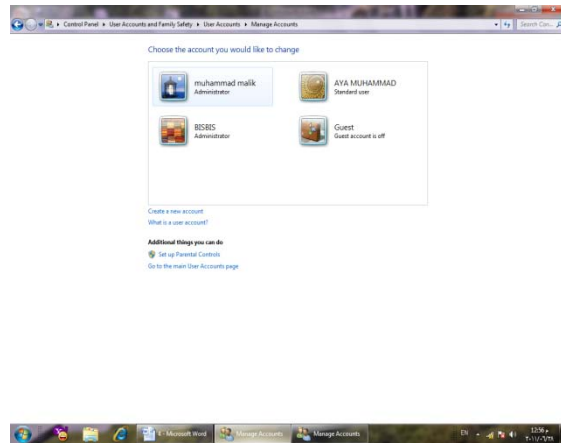 Control Panel ▸ User Accounts and Family Safety ▸ User Accounts ▸ Manage Accounts
Search Con...
Choose the account you would like to change
muhammad malik
Administrator
AYA MUHAMMAD
Standard user
BISBIS
Administrator
Guest
Guest account is off
Create a new account
What is a user account?
Additional things you can do
Set up Parental Controls
Go to the main User Accounts page
K - Microsoft Word
Manage Accounts
Manage Accounts
EN